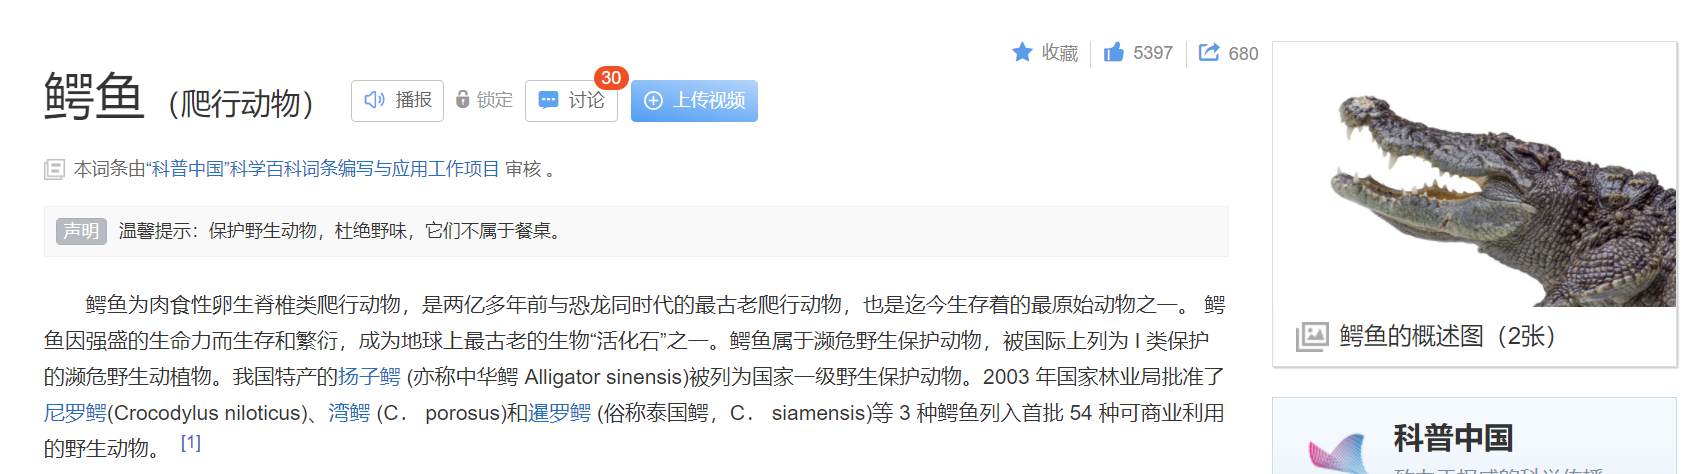 收藏 5397 680
鳄鱼 （爬行动物） 播报 锁定 讨论 30 上传视频
本词条由“科普中国”科学百科词条编写与应用工作项目 审核 。
声明 温馨提示：保护野生动物，杜绝野味，它们不属于餐桌。
鳄鱼为肉食性卵生脊椎类爬行动物，是两亿多年前与恐龙同时代的最古老爬行动物，也是迄今生存着的最原始动物之一。 鳄
鱼因强盛的生命力而生存和繁衍，成为地球上最古老的生物“活化石”之一。鳄鱼属于濒危野生保护动物，被国际上列为 I 类保护
的濒危野生动植物。我国特产的扬子鳄 (亦称中华鳄 Alligator sinensis)被列为国家一级野生保护动物。2003 年国家林业局批准了
尼罗鳄(Crocodylus niloticus)、湾鳄 (C． porosus)和暹罗鳄 (俗称泰国鳄，C． siamensis)等 3 种鳄鱼列入首批 54 种可商业利用
的野生动物。 [1]
鳄鱼的概述图（2张）
科普中国